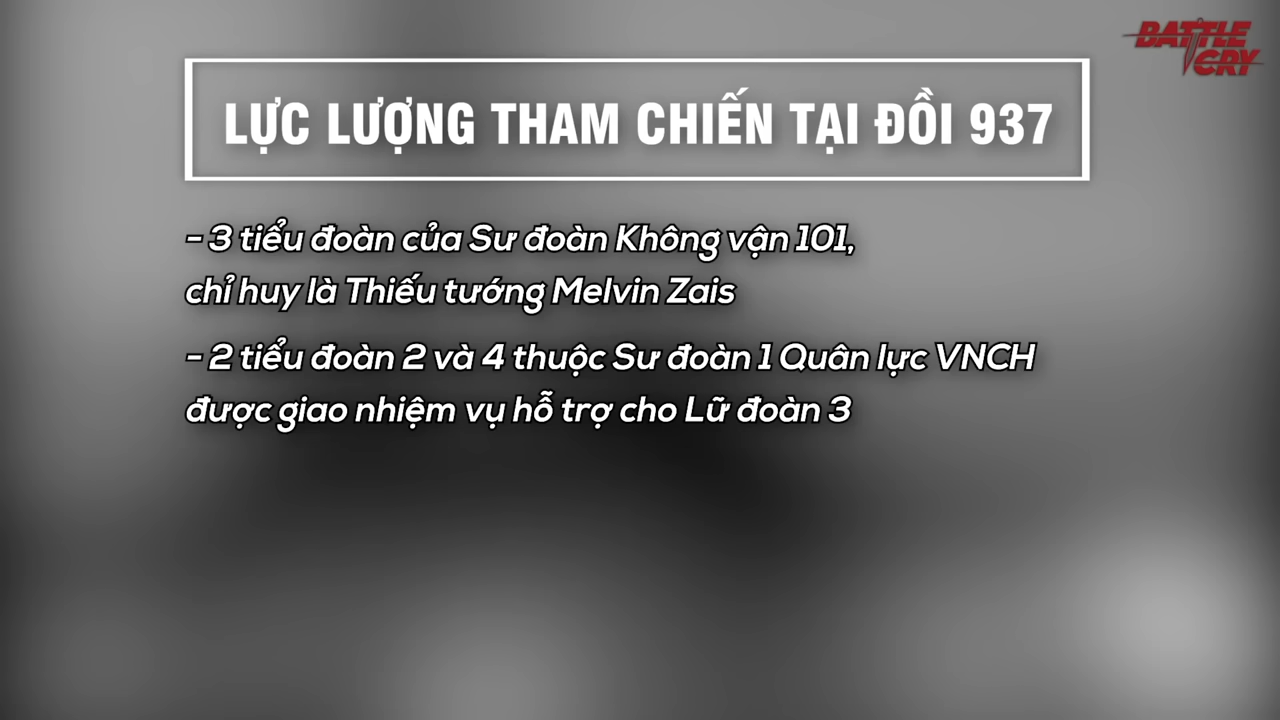 BATTLE
CRY
LỰC LƯỢNG THAM CHIẾN TẠI ĐỒI 937
- 3 tiểu đoàn của Sư đoàn Không vận 101,
chỉ huy là Thiếu tướng Melvin Zais
- 2 tiểu đoàn 2 và 4 thuộc Sư đoàn 1 Quân lực VNCH
được giao nhiệm vụ hỗ trợ cho Lữ đoàn 3